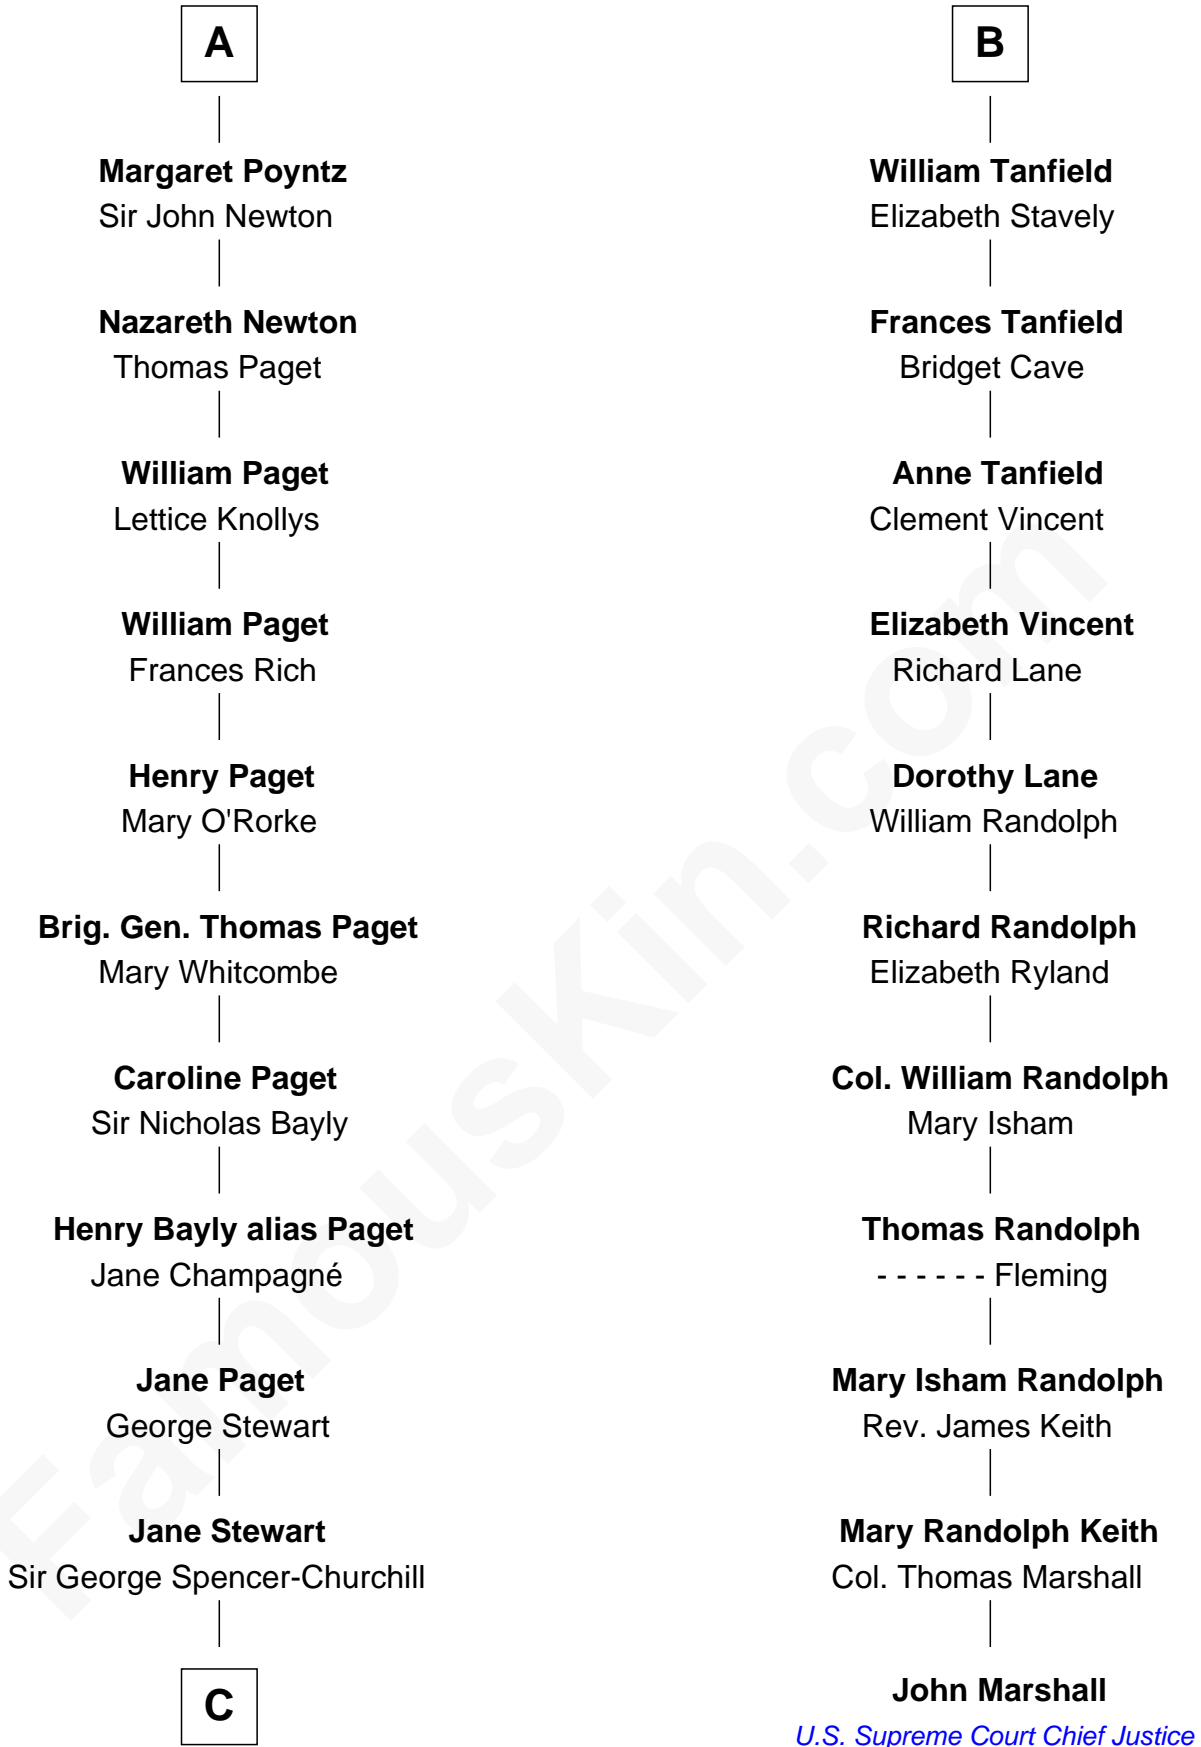 A
Margaret Poyntz
Sir John Newton
Nazareth Newton
Thomas Paget
William Paget
Lettice Knollys
William Paget
Frances Rich
Henry Paget
Mary O'Rorke
Brig. Gen. Thomas Paget
Mary Whitcombe
Caroline Paget
Sir Nicholas Bayly
Henry Bayly alias Paget
Jane Champagné
Jane Paget
George Stewart
Jane Stewart
Sir George Spencer-Churchill
C
B
William Tanfield
Elizabeth Stavely
Frances Tanfield
Bridget Cave
Anne Tanfield
Clement Vincent
Elizabeth Vincent
Richard Lane
Dorothy Lane
William Randolph
Richard Randolph
Elizabeth Ryland
Col. William Randolph
Mary Isham
Thomas Randolph
- - - - - - Fleming
Mary Isham Randolph
Rev. James Keith
Mary Randolph Keith
Col. Thomas Marshall
John Marshall
U.S. Supreme Court Chief Justice
FamousKin.com